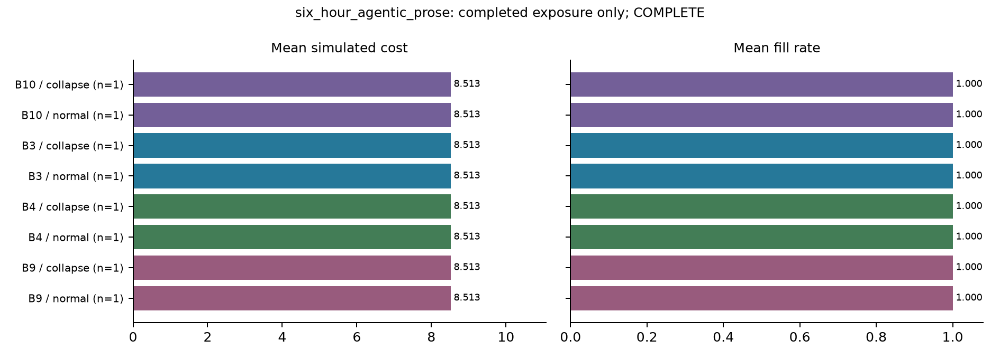 six_hour_agentic_prose: completed exposure only; COMPLETE
Mean simulated cost
B10 / collapse (n=1) 8.513
B10 / normal (n=1) 8.513
B3 / collapse (n=1) 8.513
B3 / normal (n=1) 8.513
B4 / collapse (n=1) 8.513
B4 / normal (n=1) 8.513
B9 / collapse (n=1) 8.513
B9 / normal (n=1) 8.513
0 2 4 6 8 10
Mean fill rate
1.000
1.000
1.000
1.000
1.000
1.000
1.000
1.000
0.0 0.2 0.4 0.6 0.8 1.0